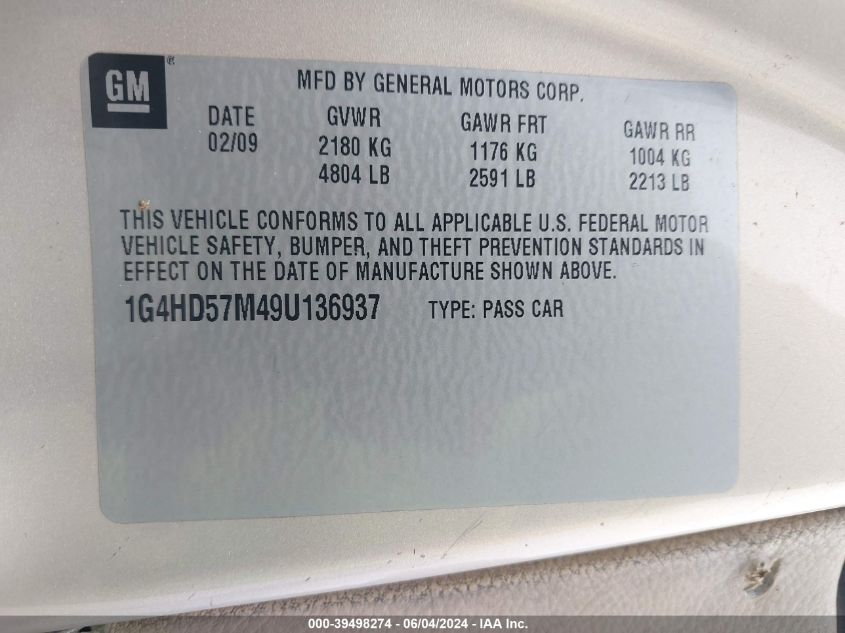 GM®
MFD BY GENERAL MOTORS CORP.
DATE GVWR GAWR FRT GAWR RR
02/09 2180 KG 1176 KG 1004 KG
4804 LB 2591 LB 2213 LB
THIS VEHICLE CONFORMS TO ALL APPLICABLE U.S. FEDERAL MOTOR
VEHICLE SAFETY, BUMPER, AND THEFT PREVENTION STANDARDS IN
EFFECT ON THE DATE OF MANUFACTURE SHOWN ABOVE.
1G4HD57M49U136937 TYPE: PASS CAR
000-39498274 - 06/04/2024 - IAA Inc.